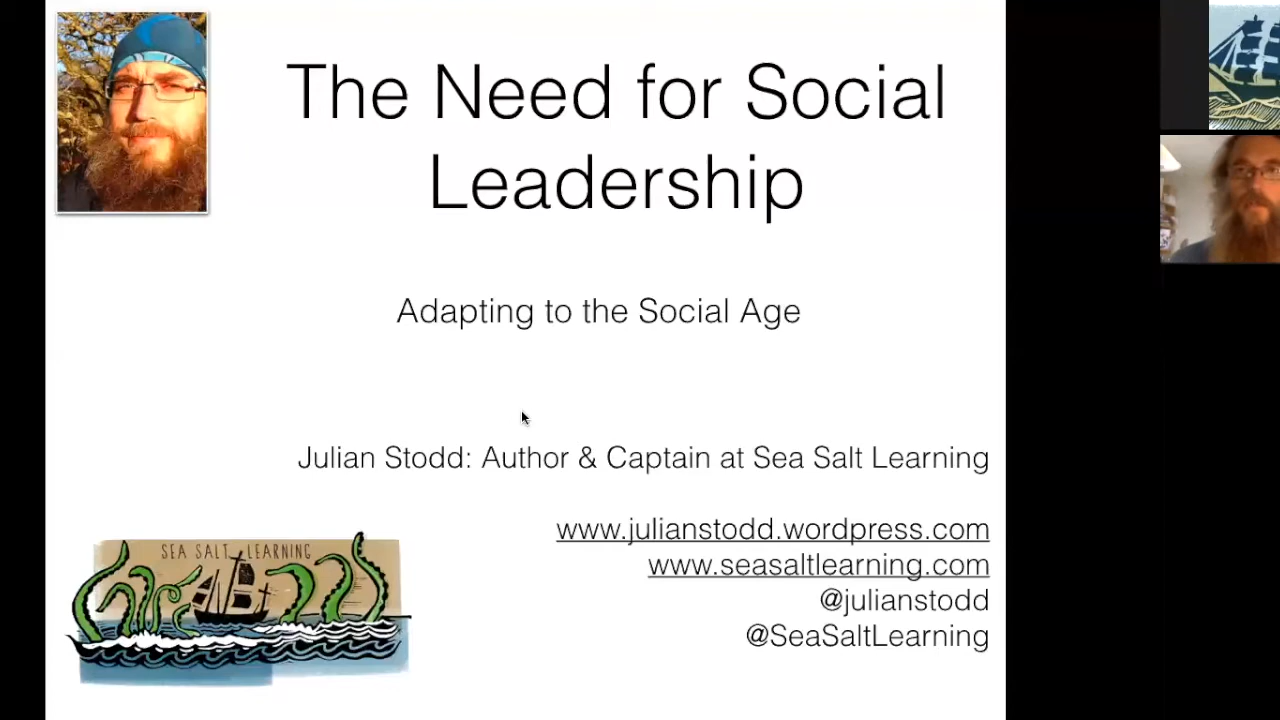 The Need for Social
Leadership
Adapting to the Social Age
Julian Stodd: Author & Captain at Sea Salt Learning
www.julianstodd.wordpress.com
www.seasaltlearning.com
@julianstodd
@SeaSaltLearning
SEA SALT LEARNING